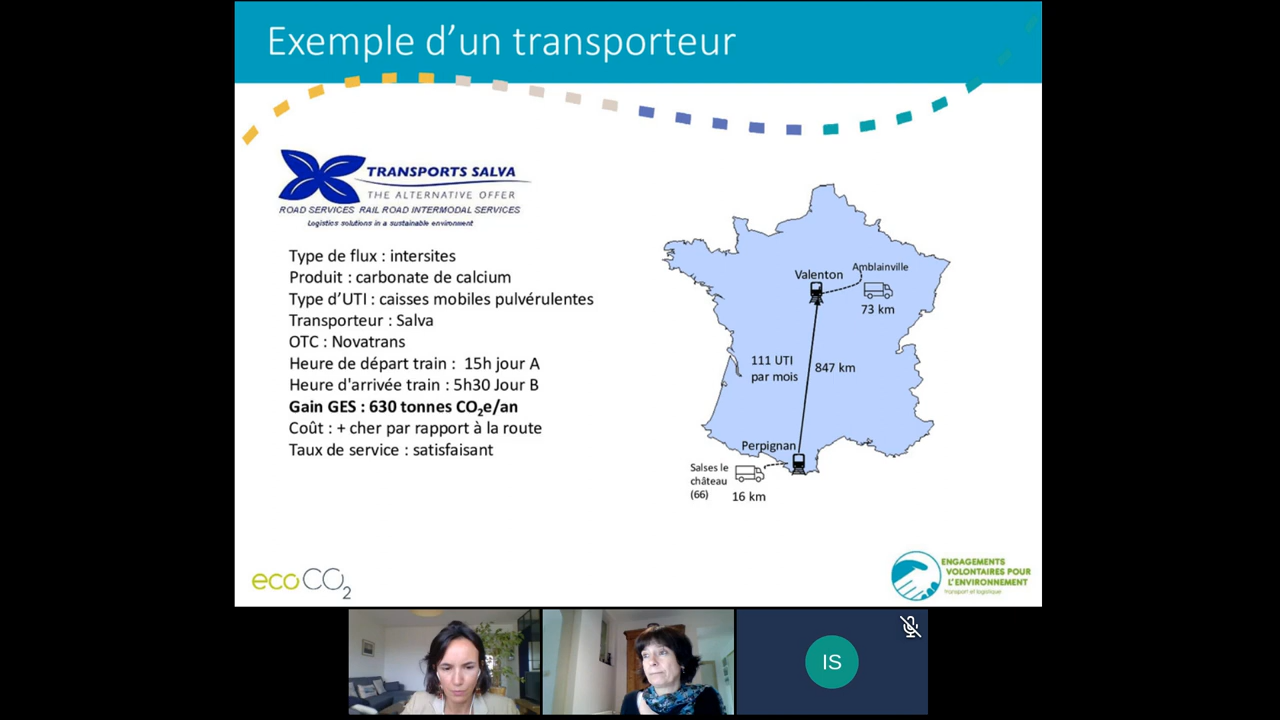 Exemple d’un transporteur
TRANSPORTS SALVA
THE ALTERNATIVE OFFER
ROAD SERVICES RAIL ROAD INTERMODAL SERVICES
Logistics solutions in a sustainable environment
Type de flux : intersites
Produit : carbonate de calcium
Type d’UTI : caisses mobiles pulvérulentes
Transporteur : Salva
OTC : Novatrans
Heure de départ train : 15h jour A
Heure d'arrivée train : 5h30 Jour B
Gain GES : 630 tonnes CO₂e/an
Coût : + cher par rapport à la route
Taux de service : satisfaisant
Amblainville
Valenton
73 km
111 UTI
par mois
847 km
Perpignan
Salses le
château
(66)
16 km
ecoCO₂
ENGAGEMENTS
VOLONTAIRES POUR
L'ENVIRONNEMENT
transport et logistique
IS